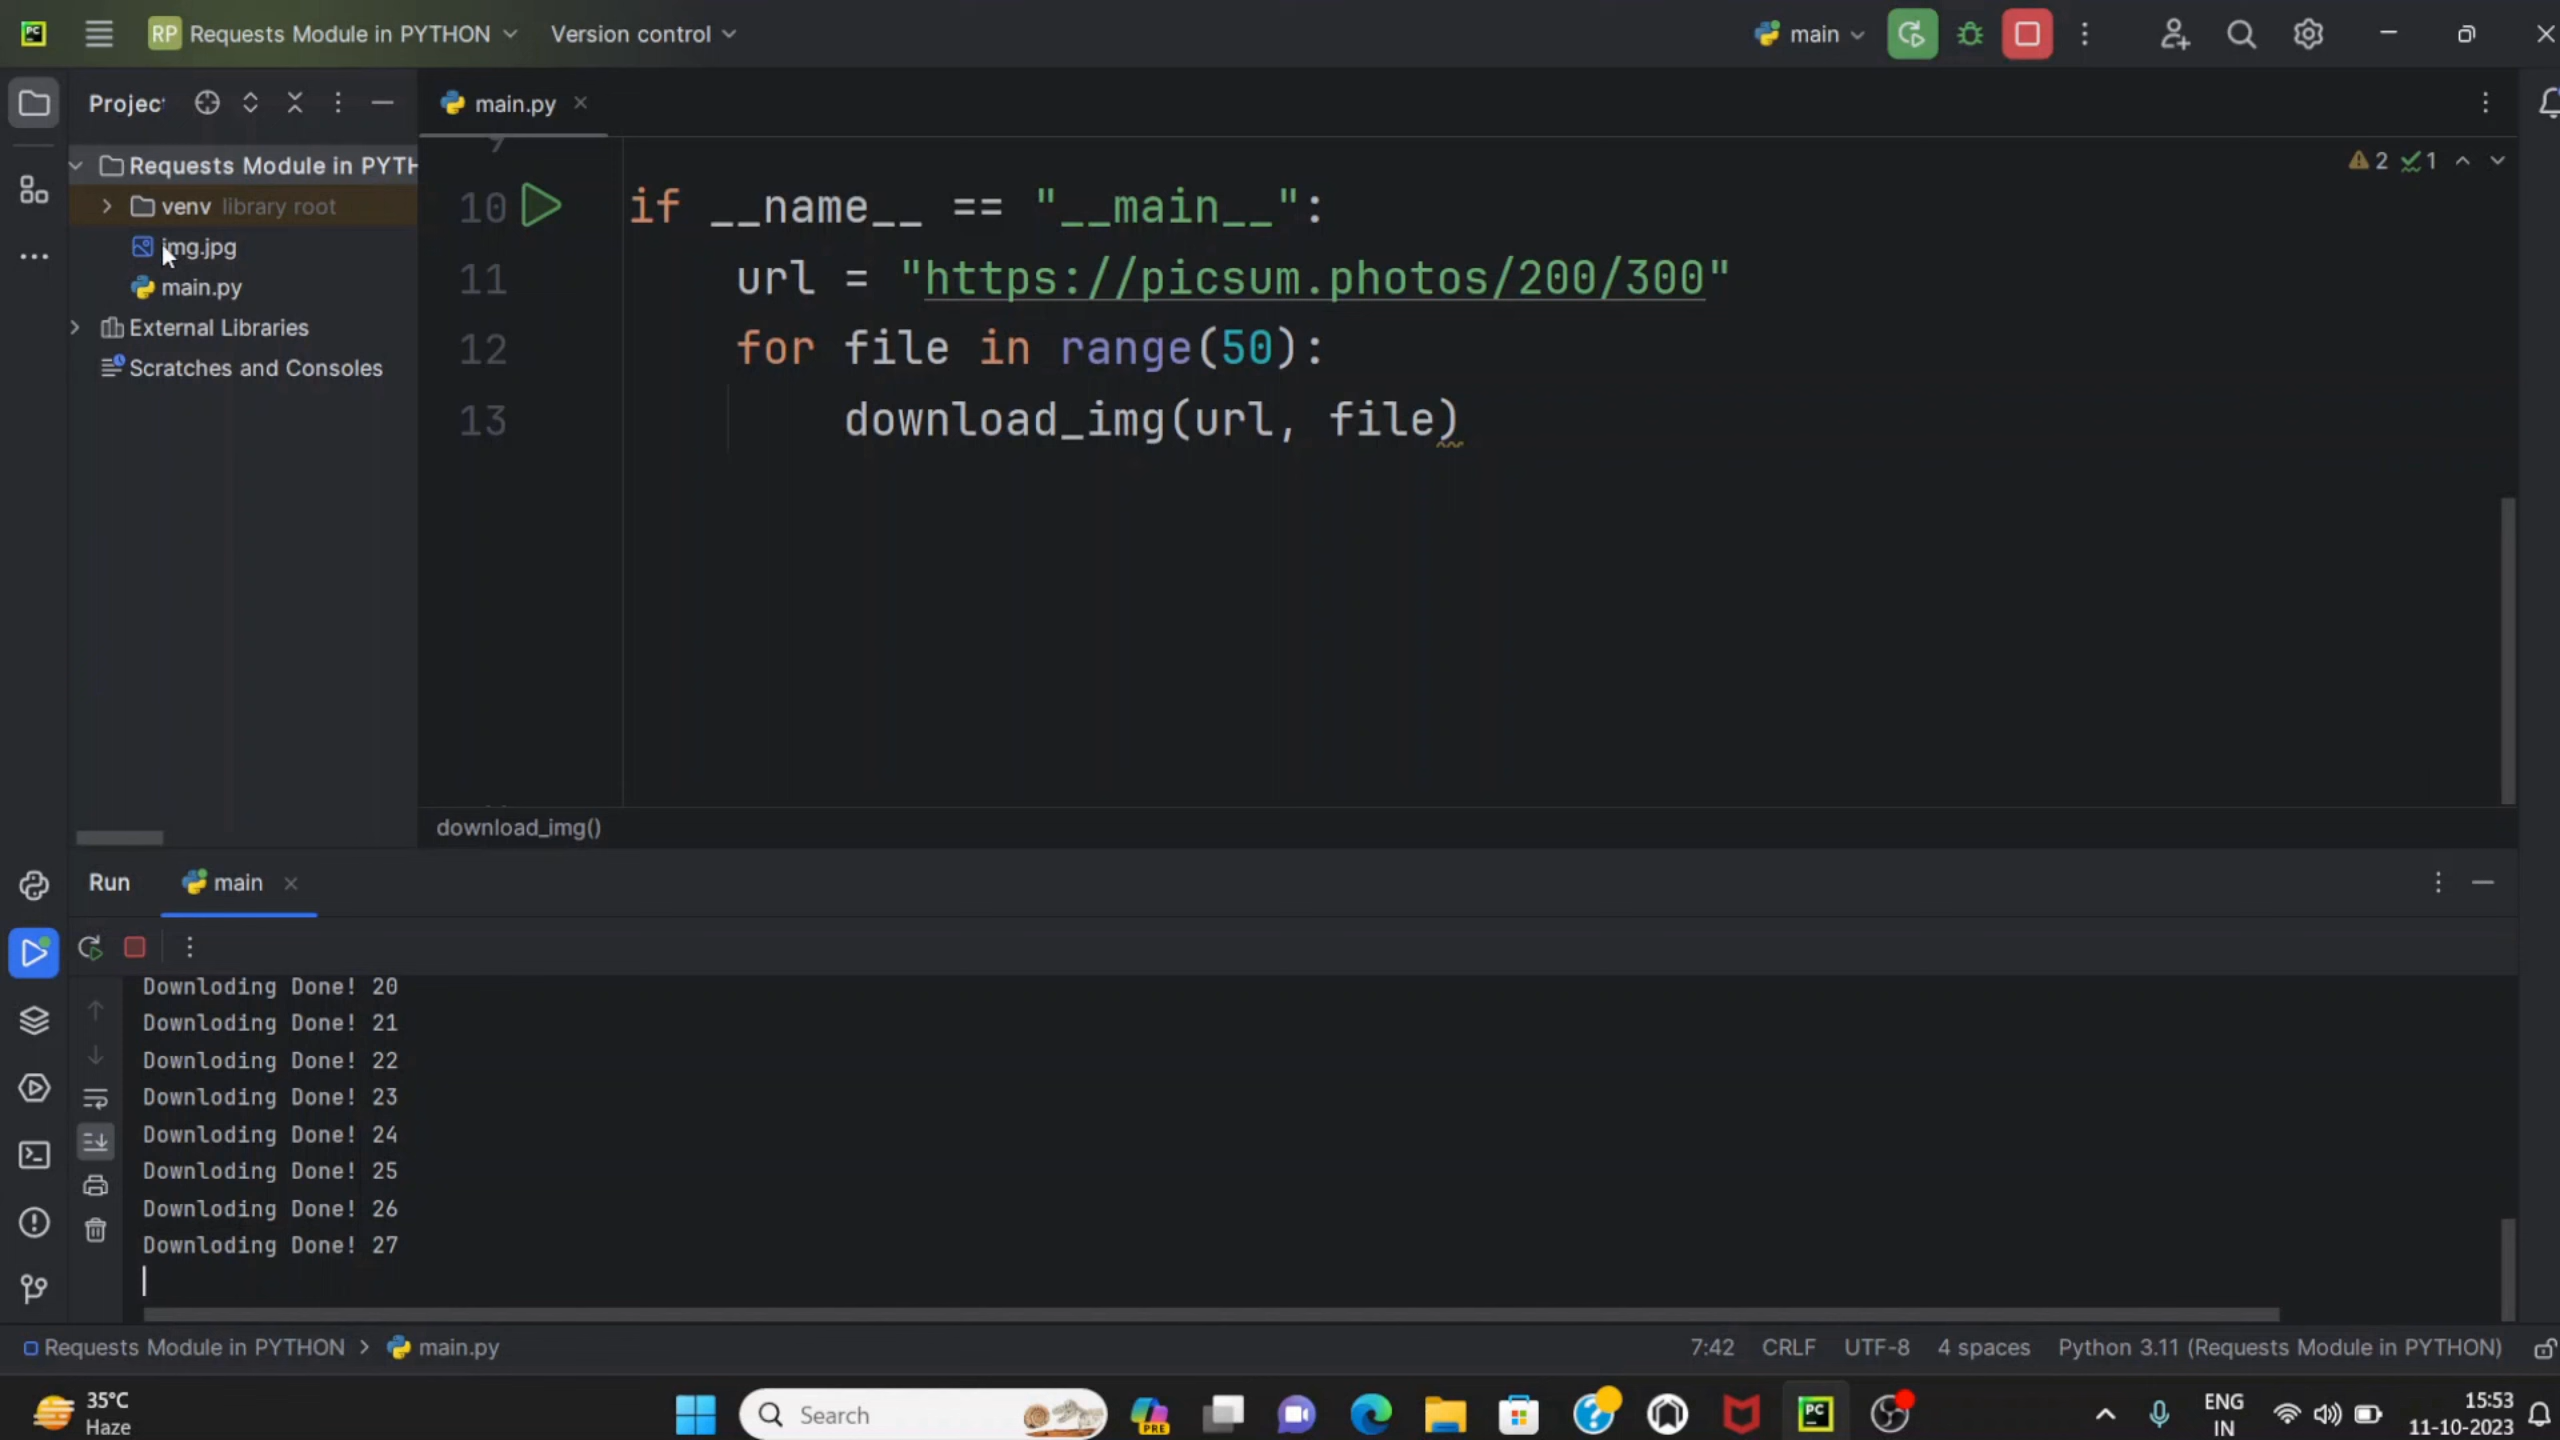 RP Requests Module in PYTHON
Version control
main
Projec
main.py
Requests Module in PYTH
venv library root
img.jpg
main.py
External Libraries
Scratches and Consoles
2
1
10 if __name__ == "__main__":
11 url = "https://picsum.photos/200/300"
12 for file in range(50):
13 download_img(url, file)
download_img()
Run
main
Downloding Done! 20
Downloding Done! 21
Downloding Done! 22
Downloding Done! 23
Downloding Done! 24
Downloding Done! 25
Downloding Done! 26
Downloding Done! 27
Requests Module in PYTHON
main.py
7:42
CRLF
UTF-8
4 spaces
Python 3.11 (Requests Module in PYTHON)
35°C
Haze
Search
PRE
PC
ENG
IN
15:53
11-10-2023